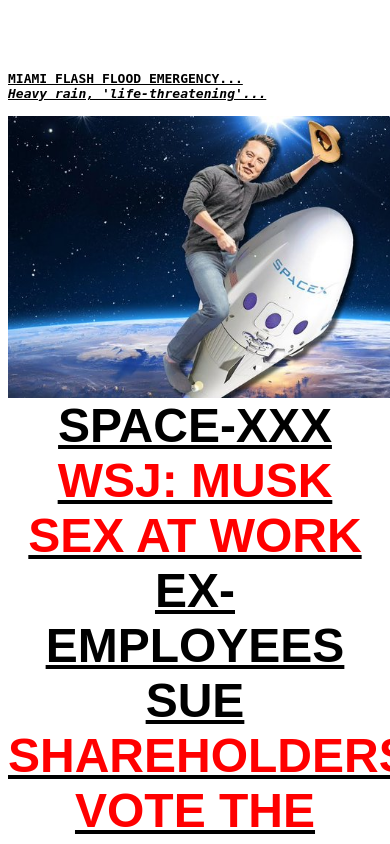 MIAMI FLASH FLOOD EMERGENCY...
Heavy rain, 'life-threatening'...
SPACEX
SPACE-XXX
WSJ: MUSK
SEX AT WORK
EX-
EMPLOYEES
SUE
SHAREHOLDERS
VOTE THE